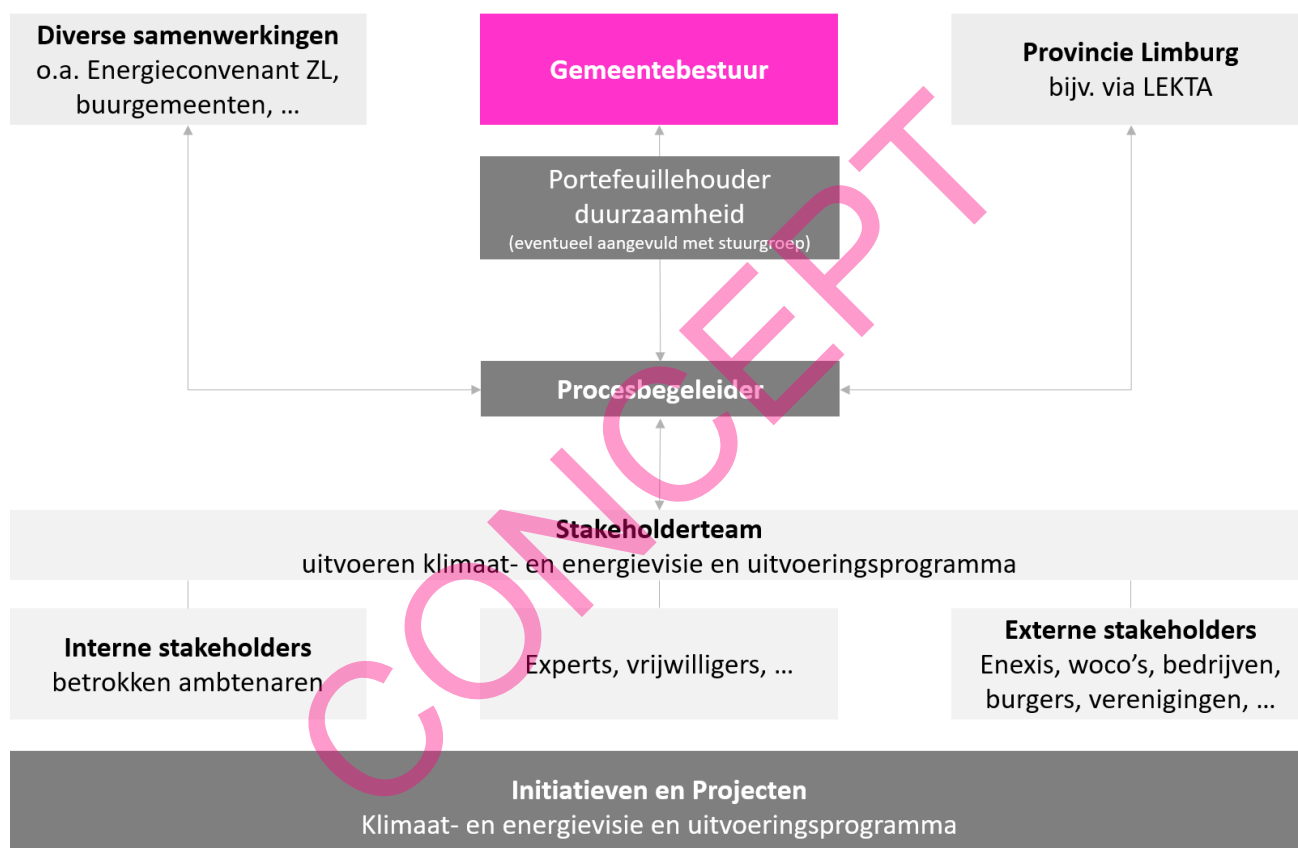 Diverse samenwerkingen
o.a. Energieconvenant ZL,
buurgemeenten, ...
Gemeentebestuur
Provincie Limburg
bijv. via LEKTA
Portefeuillehouder
duurzaamheid
(eventueel aangevuld met stuurgroep)
Procesbegeleider
Stakeholderteam
uitvoeren klimaat- en energievisie en uitvoeringsprogramma
Interne stakeholders
betrokken ambtenaren
Experts, vrijwilligers, ...
Externe stakeholders
Enexis, woco's, bedrijven,
burgers, verenigingen, ...
Initiatieven en Projecten
Klimaat- en energievisie en uitvoeringsprogramma
CONCEPT